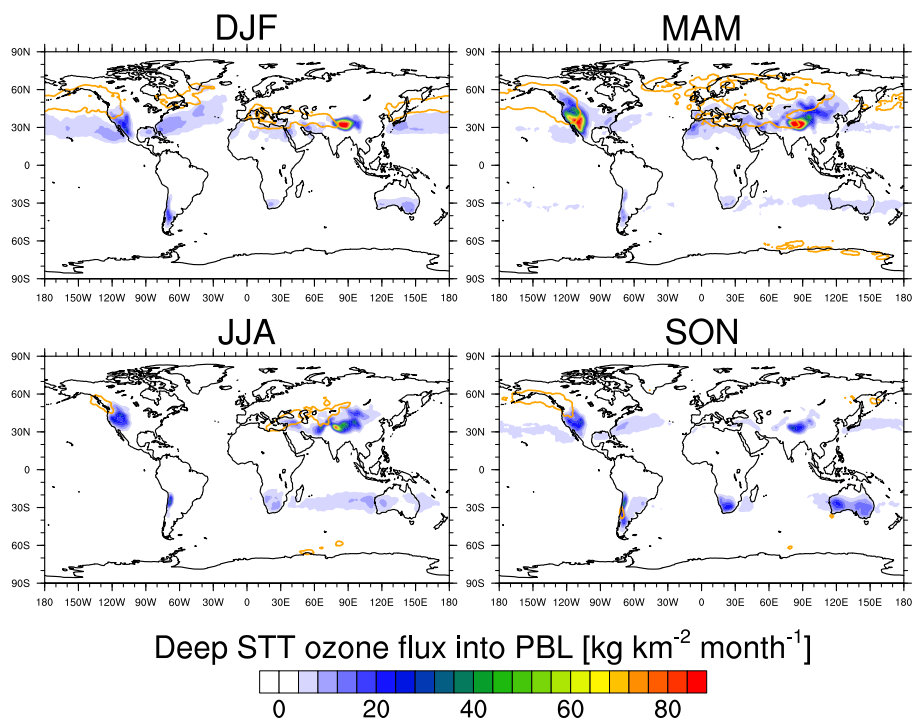 DJF
MAM
90N
60N
30N
0
30S
60S
90S
180 150W 120W 90W 60W 30W 0 30E 60E 90E 120E 150E 180
90N
60N
30N
0
30S
60S
90S
180 150W 120W 90W 60W 30W 0 30E 60E 90E 120E 150E 180
JJA
SON
90N
60N
30N
0
30S
60S
90S
180 150W 120W 90W 60W 30W 0 30E 60E 90E 120E 150E 180
90N
60N
30N
0
30S
60S
90S
180 150W 120W 90W 60W 30W 0 30E 60E 90E 120E 150E 180
Deep STT ozone flux into PBL [kg km⁻² month⁻¹]
0 20 40 60 80